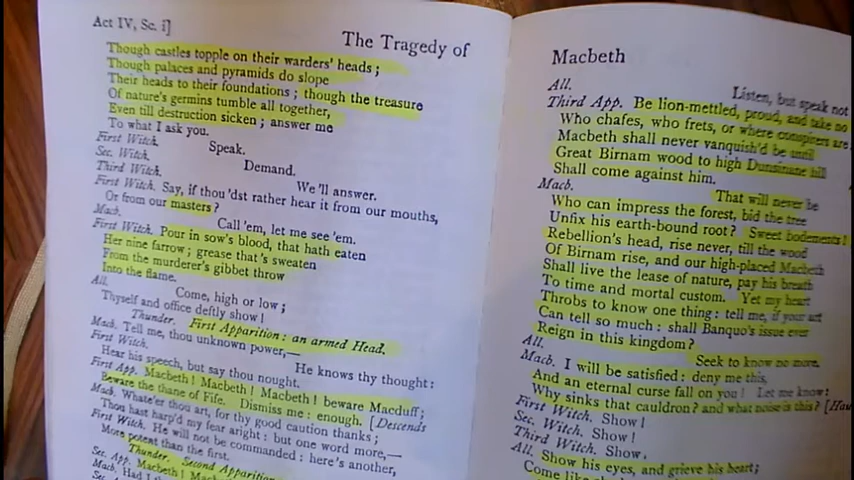 Act IV, Sc. i]
The Tragedy of
Though castles topple on their warders' heads ;
Though palaces and pyramids do slope
Their heads to their foundations ; though the treasure
Of nature's germins tumble all together,
Even till destruction sicken ; answer me
To what I ask you.
First Witch. Speak.
Sec. Witch. Demand.
Third Witch. We'll answer.
First Witch. Say, if thou 'dst rather hear it from our mouths,
Or from our masters ?
Mach. Call 'em, let me see 'em.
First Witch. Pour in sow's blood, that hath eaten
Her nine farrow ; grease that's sweaten
From the murderer's gibbet throw
Into the flame.
All. Come, high or low ;
Thyself and office deftly show !
Thunder. First Apparition : an armed Head.
Macb. Tell me, thou unknown power,—
First Witch. He knows thy thought :
Hear his speech, but say thou nought.
First App. Macbeth ! Macbeth ! Macbeth ! beware Macduff ;
Beware the thane of Fife. Dismiss me : enough. [Descends
Macb. Whate'er thou art, for thy good caution thanks ;
Thou hast harp'd my fear aright : but one word more,—
First Witch. He will not be commanded : here's another,
More potent than the first.
Thunder. Second Apparition
Sec. App. Macbeth ! Mac
Macb. Had I
Macbeth
All. Listen, but speak not
Third App. Be lion-mettled, proud, and take no
Who chafes, who frets, or where conspirers are
Macbeth shall never vanquish'd be until
Great Birnam wood to high Dunsinane hill
Shall come against him.
Macb. That will never be
Who can impress the forest, bid the tree
Unfix his earth-bound root ? Sweet bodements !
Rebellion's head, rise never, till the wood
Of Birnam rise, and our high-placed Macbeth
Shall live the lease of nature, pay his breath
To time and mortal custom. Yet my heart
Throbs to know one thing : tell me, if your art
Can tell so much : shall Banquo's issue ever
Reign in this kingdom ?
All. Seek to know no more.
Macb. I will be satisfied : deny me this,
And an eternal curse fall on you ! Let me know :
Why sinks that cauldron ? and what noise is this ? [Hau
First Witch. Show !
Sec. Witch. Show !
Third Witch. Show.
All. Show his eyes, and grieve his heart ;
Come like